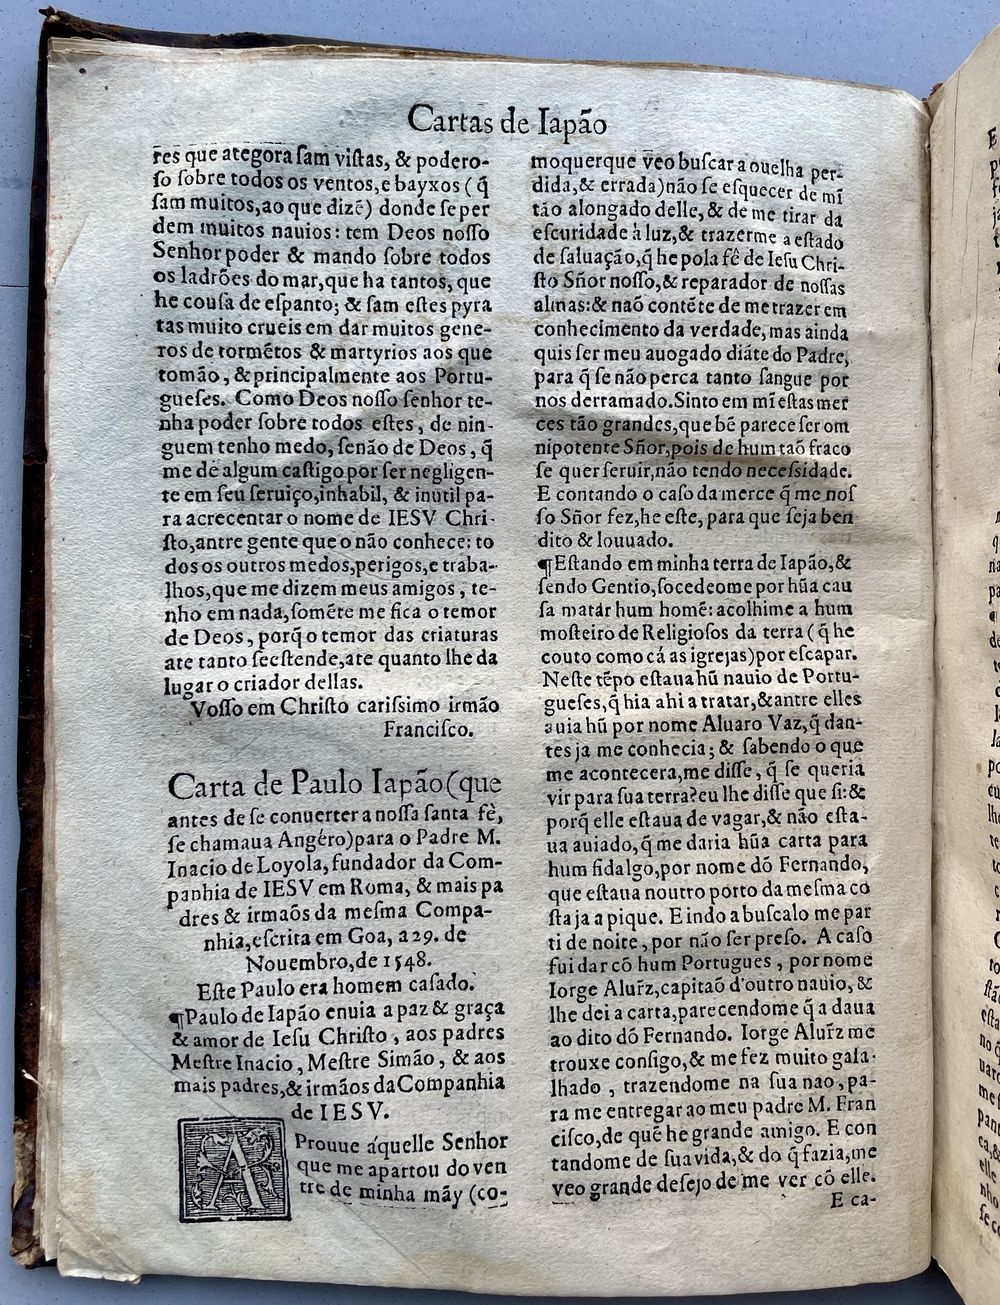 Cartas de Iapão
res que ategora sam vistas, & podero-
so sobre todos os ventos,e bayxos ( q̃
sam muitos,ao que dizẽ) donde se per
dem muitos nauios: tem Deos nosso
Senhor poder & mando sobre todos
os ladrões do mar,que ha tantos, que
he cousa de espanto; & sam estes pyra
tas muito crueis em dar muitos gene-
ros de tormẽtos & martyrios aos que
tomão, & principalmente aos Portu-
gueses. Como Deos nosso senhor te-
nha poder sobre todos estes, de nin-
guem tenho medo, senão de Deos, q̃
me dé algum castigo por ser negligen-
te em seu seruiço,inhabil, & inutil pa-
ra acrecentar o nome de IESV Chri-
sto,antre gente que o não conhece: to
dos os outros medos,perigos,e traba-
lhos,que me dizem meus amigos, te-
nho em nada,somẽte me fica o temor
de Deos, porq̃ o temor das criaturas
ate tanto se estende,ate quanto lhe da
lugar o criador dellas.
Vosso em Christo carissimo irmão
Francisco.
Carta de Paulo Iapão(que
antes de se conuerter a nossa santa fè,
se chamaua Angéro)para o Padre M.
Inacio de Loyola, fundador da Com-
panhia de IESV em Roma, & mais pa
dres & irmaõs da mesma Compa-
nhia,escrita em Goa, a 29. de
Nouembro,de 1548.
Este Paulo era homem casado.
¶Paulo de Iapão enuia a paz & graça
& amor de Iesu Christo, aos padres
Mestre Inacio, Mestre Simão, & aos
mais padres,& irmãos da Companhia
de IESV.
A Prouue áquelle Senhor
que me apartou do ven
tre de minha mãy (co-
moquerque veo buscar a ouelha per-
dida,& errada)não se esquecer de mĩ
tão alongado delle, & de me tirar da
escuridade à luz,& trazerme a estado
de saluação,q̃ he pola fê de Iesu Chri-
sto Sñor nosso,& reparador de nossas
almas:& naõ contẽte de me trazer em
conhecimento da verdade, mas ainda
quis ser meu auogado diáte do Padre,
para q̃ se não perca tanto sangue por
nos derramado.Sinto em mĩ estas mer
ces tão grandes,que bẽ parece ser om
nipotente Sñor,pois de hum taõ fraco
se quer seruir,não tendo necessidade.
E contando o caso da merce q̃ me nos
so Sñor fez,he este, para que seja ben
dito & louuado.
¶Estando em minha terra de Iapão,&
sendo Gentio,socedeome por hũa cau
sa matár hum homẽ: acolhime a hum
mosteiro de Religiosos da terra ( q̃ he
couto como cá as igrejas)por escapar.
Neste tẽpo estaua hũ nauio de Portu-
gueses,q̃ hia ahi a tratar,& antre elles
auia hũ por nome Aluaro Vaz,q̃ dan-
tes ja me conhecia; & sabendo o que
me acontecera,me disse, q̃ se queria
vir para sua terra?eu lhe disse que si:&
porq̃ elle estaua de vagar,& não esta-
ua auiado,q̃ me daria hũa carta para
hum fidalgo,por nome dõ Fernando,
que estaua noutro porto da mesma co
sta ja a pique. E indo a buscalo me par
ti de noite, por não ser preso. A caso
fui dar cõ hum Portugues, por nome
Iorge Alur̃z,capitaõ d'outro nauio, &
lhe dei a carta,parecendome q̃ a daua
ao dito dõ Fernando. Iorge Alur̃z me
trouxe consigo,& me fez muito gasa-
lhado, trazendome na sua nao, pa-
ra me entregar ao meu padre M. Fran
cisco,de quẽ he grande amigo. E con
tandome de sua vida,& do q̃ fazia,me
veo grande desejo de me ver cõ elle.
E ca-